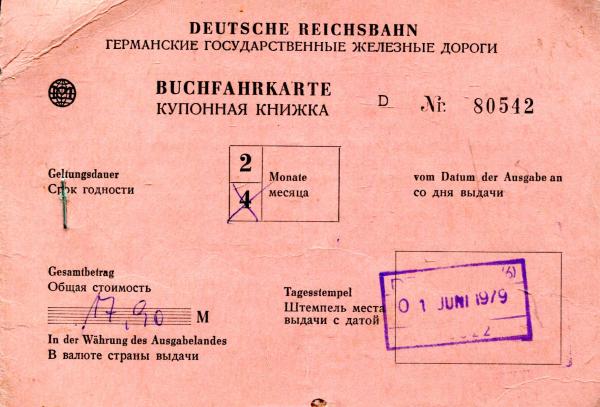 DEUTSCHE REICHSBAHN
ГЕРМАНСКИЕ ГОСУДАРСТВЕННЫЕ ЖЕЛЕЗНЫЕ ДОРОГИ
BUCHFAHRKARTE
КУПОННАЯ КНИЖКА
D Nr. 80542
Geltungsdauer
Срок годности
2
4
Monate
месяца
vom Datum der Ausgabe an
со дня выдачи
Gesamtbetrag
Общая стоимость
17,90 M
In der Währung des Ausgabelandes
В валюте страны выдачи
Tagesstempel
Штемпель места
выдачи с датой
01 JUNI 1979